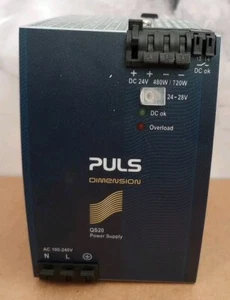 + + − −
DC 24V 480W / 720W
DC ok
24 – 28V
DC ok
Overload
PULS
DIMENSION
QS20
Power Supply
AC 100-240V
N L